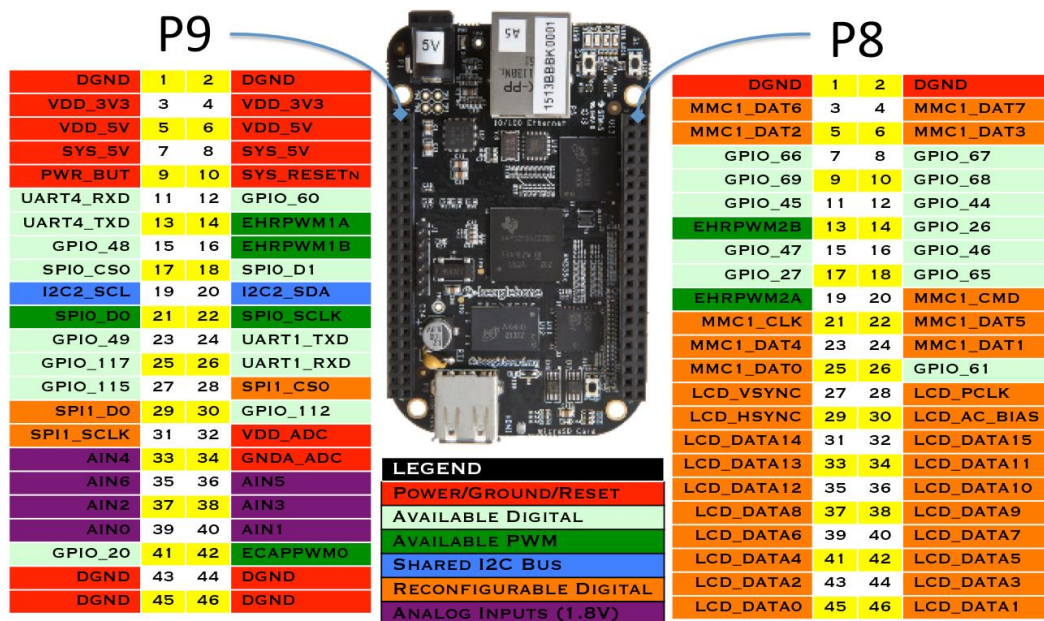 P9
P8
DGND 1 2 DGND
VDD_3V3 3 4 VDD_3V3
VDD_5V 5 6 VDD_5V
SYS_5V 7 8 SYS_5V
PWR_BUT 9 10 SYS_RESETN
UART4_RXD 11 12 GPIO_60
UART4_TXD 13 14 EHRPWM1A
GPIO_48 15 16 EHRPWM1B
SPI0_CS0 17 18 SPI0_D1
I2C2_SCL 19 20 I2C2_SDA
SPI0_D0 21 22 SPI0_SCLK
GPIO_49 23 24 UART1_TXD
GPIO_117 25 26 UART1_RXD
GPIO_115 27 28 SPI1_CS0
SPI1_D0 29 30 GPIO_112
SPI1_SCLK 31 32 VDD_ADC
AIN4 33 34 GNDA_ADC
AIN6 35 36 AIN5
AIN2 37 38 AIN3
AIN0 39 40 AIN1
GPIO_20 41 42 ECAPPWM0
DGND 43 44 DGND
DGND 45 46 DGND
5V
A5
1513BBBK0001
10/100 Ethernet
beaglebone
microSD Card
LEGEND
POWER/GROUND/RESET
AVAILABLE DIGITAL
AVAILABLE PWM
SHARED I2C BUS
RECONFIGURABLE DIGITAL
ANALOG INPUTS (1.8V)
DGND 1 2 DGND
MMC1_DAT6 3 4 MMC1_DAT7
MMC1_DAT2 5 6 MMC1_DAT3
GPIO_66 7 8 GPIO_67
GPIO_69 9 10 GPIO_68
GPIO_45 11 12 GPIO_44
EHRPWM2B 13 14 GPIO_26
GPIO_47 15 16 GPIO_46
GPIO_27 17 18 GPIO_65
EHRPWM2A 19 20 MMC1_CMD
MMC1_CLK 21 22 MMC1_DAT5
MMC1_DAT4 23 24 MMC1_DAT1
MMC1_DAT0 25 26 GPIO_61
LCD_VSYNC 27 28 LCD_PCLK
LCD_HSYNC 29 30 LCD_AC_BIAS
LCD_DATA14 31 32 LCD_DATA15
LCD_DATA13 33 34 LCD_DATA11
LCD_DATA12 35 36 LCD_DATA10
LCD_DATA8 37 38 LCD_DATA9
LCD_DATA6 39 40 LCD_DATA7
LCD_DATA4 41 42 LCD_DATA5
LCD_DATA2 43 44 LCD_DATA3
LCD_DATA0 45 46 LCD_DATA1